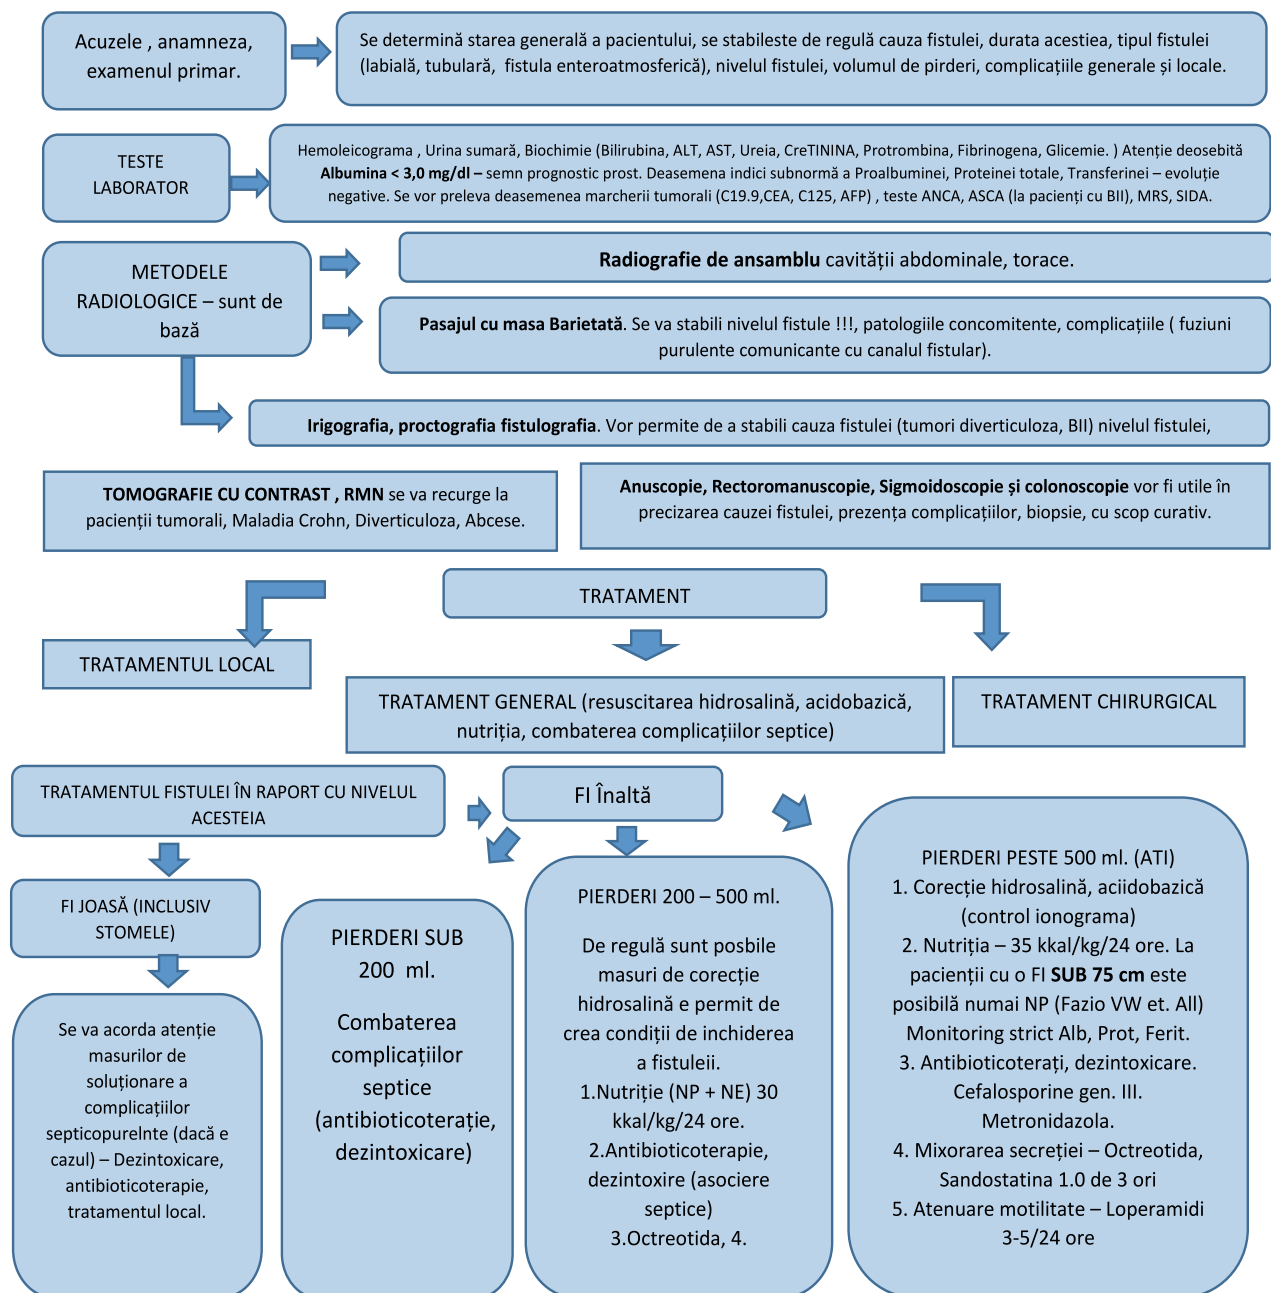 Acuzele , anamneza,
examenul primar.
Se determină starea generală a pacientului, se stabileste de regulă cauza fistulei, durata acestiea, tipul fistulei
(labială, tubulară, fistula enteroatmosferică), nivelul fistulei, volumul de pirderi, complicațiile generale și locale.
TESTE
LABORATOR
Hemoleicograma , Urina sumară, Biochimie (Bilirubina, ALT, AST, Ureia, CreTININA, Protrombina, Fibrinogena, Glicemie. ) Atenție deosebită
Albumina < 3,0 mg/dl – semn prognostic prost. Deasemena indici subnormă a Proalbuminei, Proteinei totale, Transferinei – evoluție
negative. Se vor preleva deasemenea marcherii tumorali (C19.9,CEA, C125, AFP) , teste ANCA, ASCA (la pacienți cu BII), MRS, SIDA.
METODELE
RADIOLOGICE – sunt de
bază
Radiografie de ansamblu cavității abdominale, torace.
Pasajul cu masa Barietată. Se va stabili nivelul fistule !!!, patologiile concomitente, complicațiile ( fuziuni
purulente comunicante cu canalul fistular).
Irigografia, proctografia fistulografia. Vor permite de a stabili cauza fistulei (tumori diverticuloza, BII) nivelul fistulei,
TOMOGRAFIE CU CONTRAST , RMN se va recurge la
pacienții tumorali, Maladia Crohn, Diverticuloza, Abcese.
Anuscopie, Rectoromanuscopie, Sigmoidoscopie și colonoscopie vor fi utile în
precizarea cauzei fistulei, prezența complicațiilor, biopsie, cu scop curativ.
TRATAMENT
TRATAMENTUL LOCAL
TRATAMENT GENERAL (resuscitarea hidrosalină, acidobazică,
nutriția, combaterea complicațiilor septice)
TRATAMENT CHIRURGICAL
TRATAMENTUL FISTULEI ÎN RAPORT CU NIVELUL
ACESTEIA
FI Înaltă
FI JOASĂ (INCLUSIV
STOMELE)
Se va acorda atenție
masurilor de
soluționare a
complicațiilor
septicopurelnte (dacă e
cazul) – Dezintoxicare,
antibioticoterapie,
tratamentul local.
PIERDERI SUB
200 ml.
Combaterea
complicațiilor
septice
(antibioticoterație,
dezintoxicare)
PIERDERI 200 – 500 ml.
De regulă sunt posbile
masuri de corecție
hidrosalină e permit de
crea condiții de inchiderea
a fistuleii.
1.Nutriție (NP + NE) 30
kkal/kg/24 ore.
2.Antibioticoterapie,
dezintoxire (asociere
septice)
3.Octreotida, 4.
PIERDERI PESTE 500 ml. (ATI)
1. Corecție hidrosalină, aciidobazică
(control ionograma)
2. Nutriția – 35 kkal/kg/24 ore. La
pacienții cu o FI SUB 75 cm este
posibilă numai NP (Fazio VW et. All)
Monitoring strict Alb, Prot, Ferit.
3. Antibioticoterați, dezintoxicare.
Cefalosporine gen. III.
Metronidazola.
4. Mixorarea secreției – Octreotida,
Sandostatina 1.0 de 3 ori
5. Atenuare motilitate – Loperamidi
3-5/24 ore